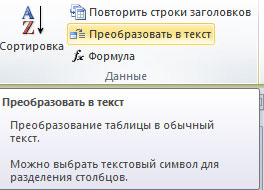 Повторить строки заголовков
Преобразовать в текст
Сортировка
fx Формула
Данные
Преобразовать в текст
Преобразование таблицы в обычный
текст.
Можно выбрать текстовый символ для
разделения столбцов.